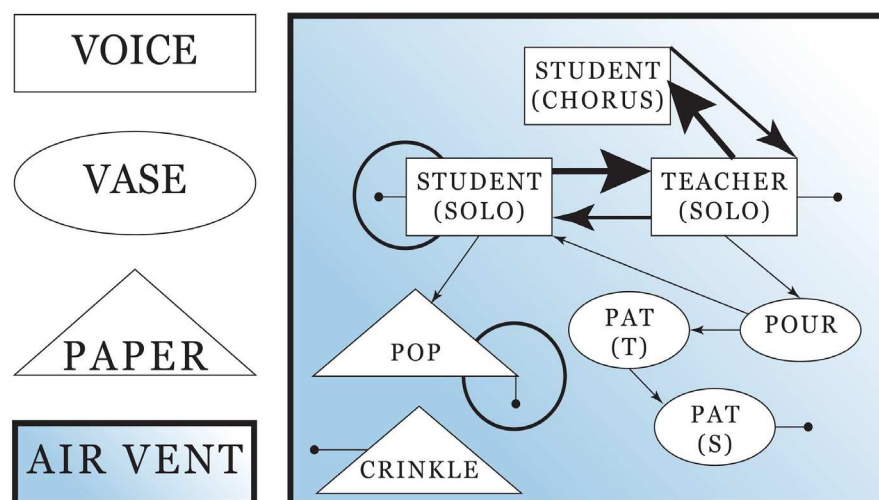 VOICE
VASE
PAPER
AIR VENT
STUDENT
(CHORUS)
STUDENT
(SOLO)
TEACHER
(SOLO)
POP
PAT
(T)
POUR
CRINKLE
PAT
(S)